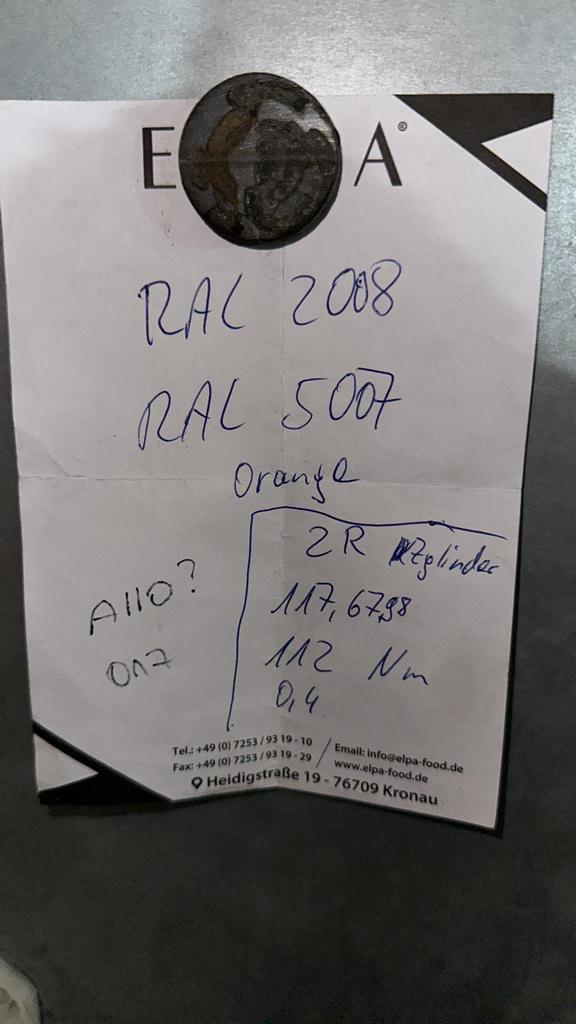 E A©
RAL 2008
RAL 5007
Orange
2R Zylinder
117,6798
112 Nm
0,4
A110?
017
Tel.: +49 (0) 7253 / 93 19 - 10
Fax: +49 (0) 7253 / 93 19 - 29
Email: info@elpa-food.de
www.elpa-food.de
Heidigstraße 19 - 76709 Kronau